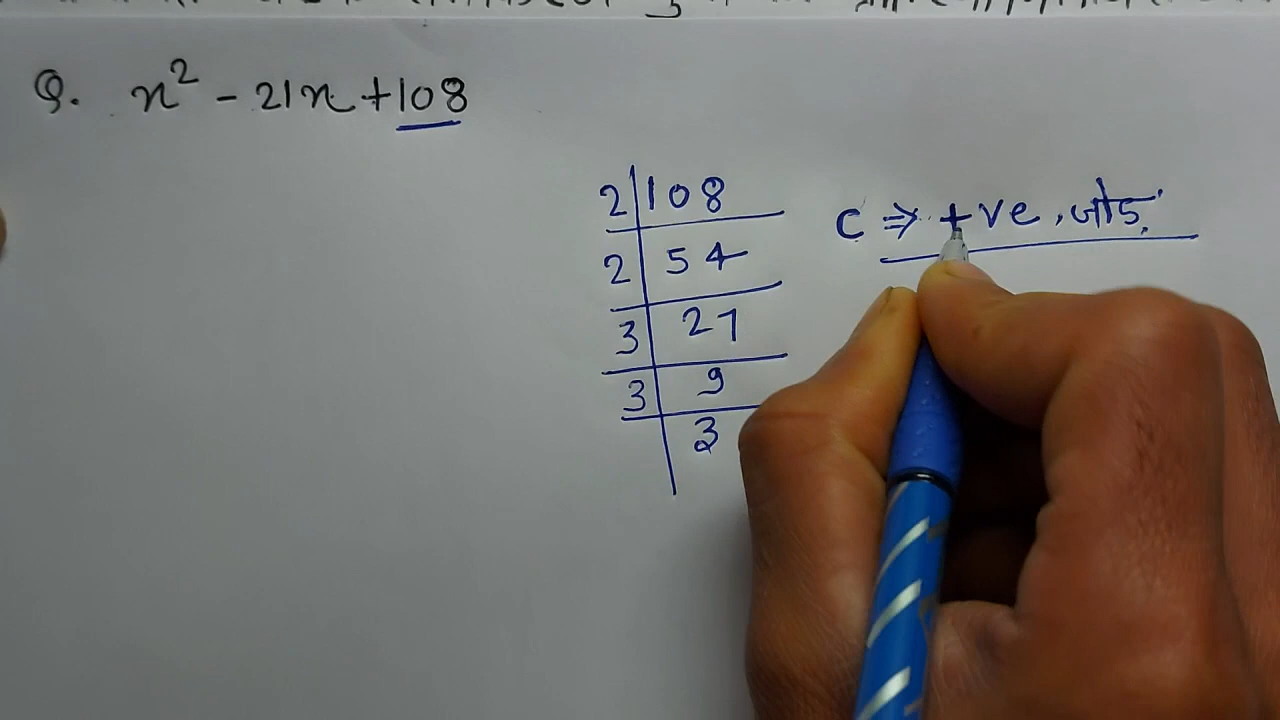 Q. x² - 21x + 108
2 | 108
2 | 54
3 | 27
3 | 9
3
C ⇒ +ve,